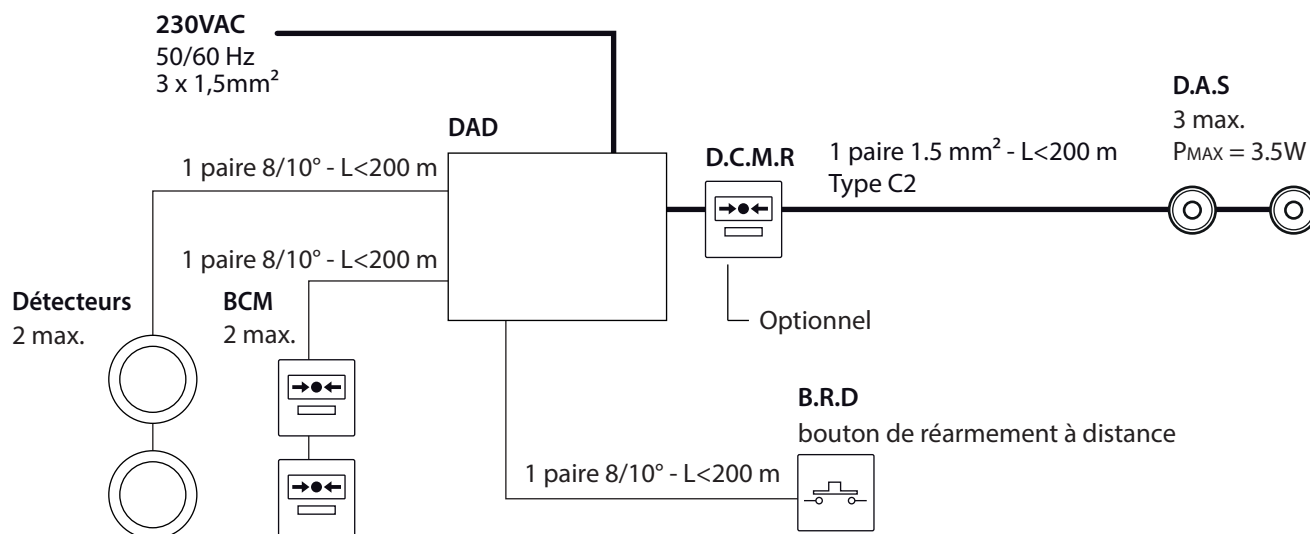 230VAC
50/60 Hz
3 x 1,5mm²
DAD
1 paire 8/10° - L<200 m
D.C.M.R
1 paire 1.5 mm² - L<200 m
Type C2
D.A.S
3 max.
PMAX = 3.5W
1 paire 8/10° - L<200 m
Détecteurs
2 max.
BCM
2 max.
Optionnel
B.R.D
bouton de réarmement à distance
1 paire 8/10° - L<200 m